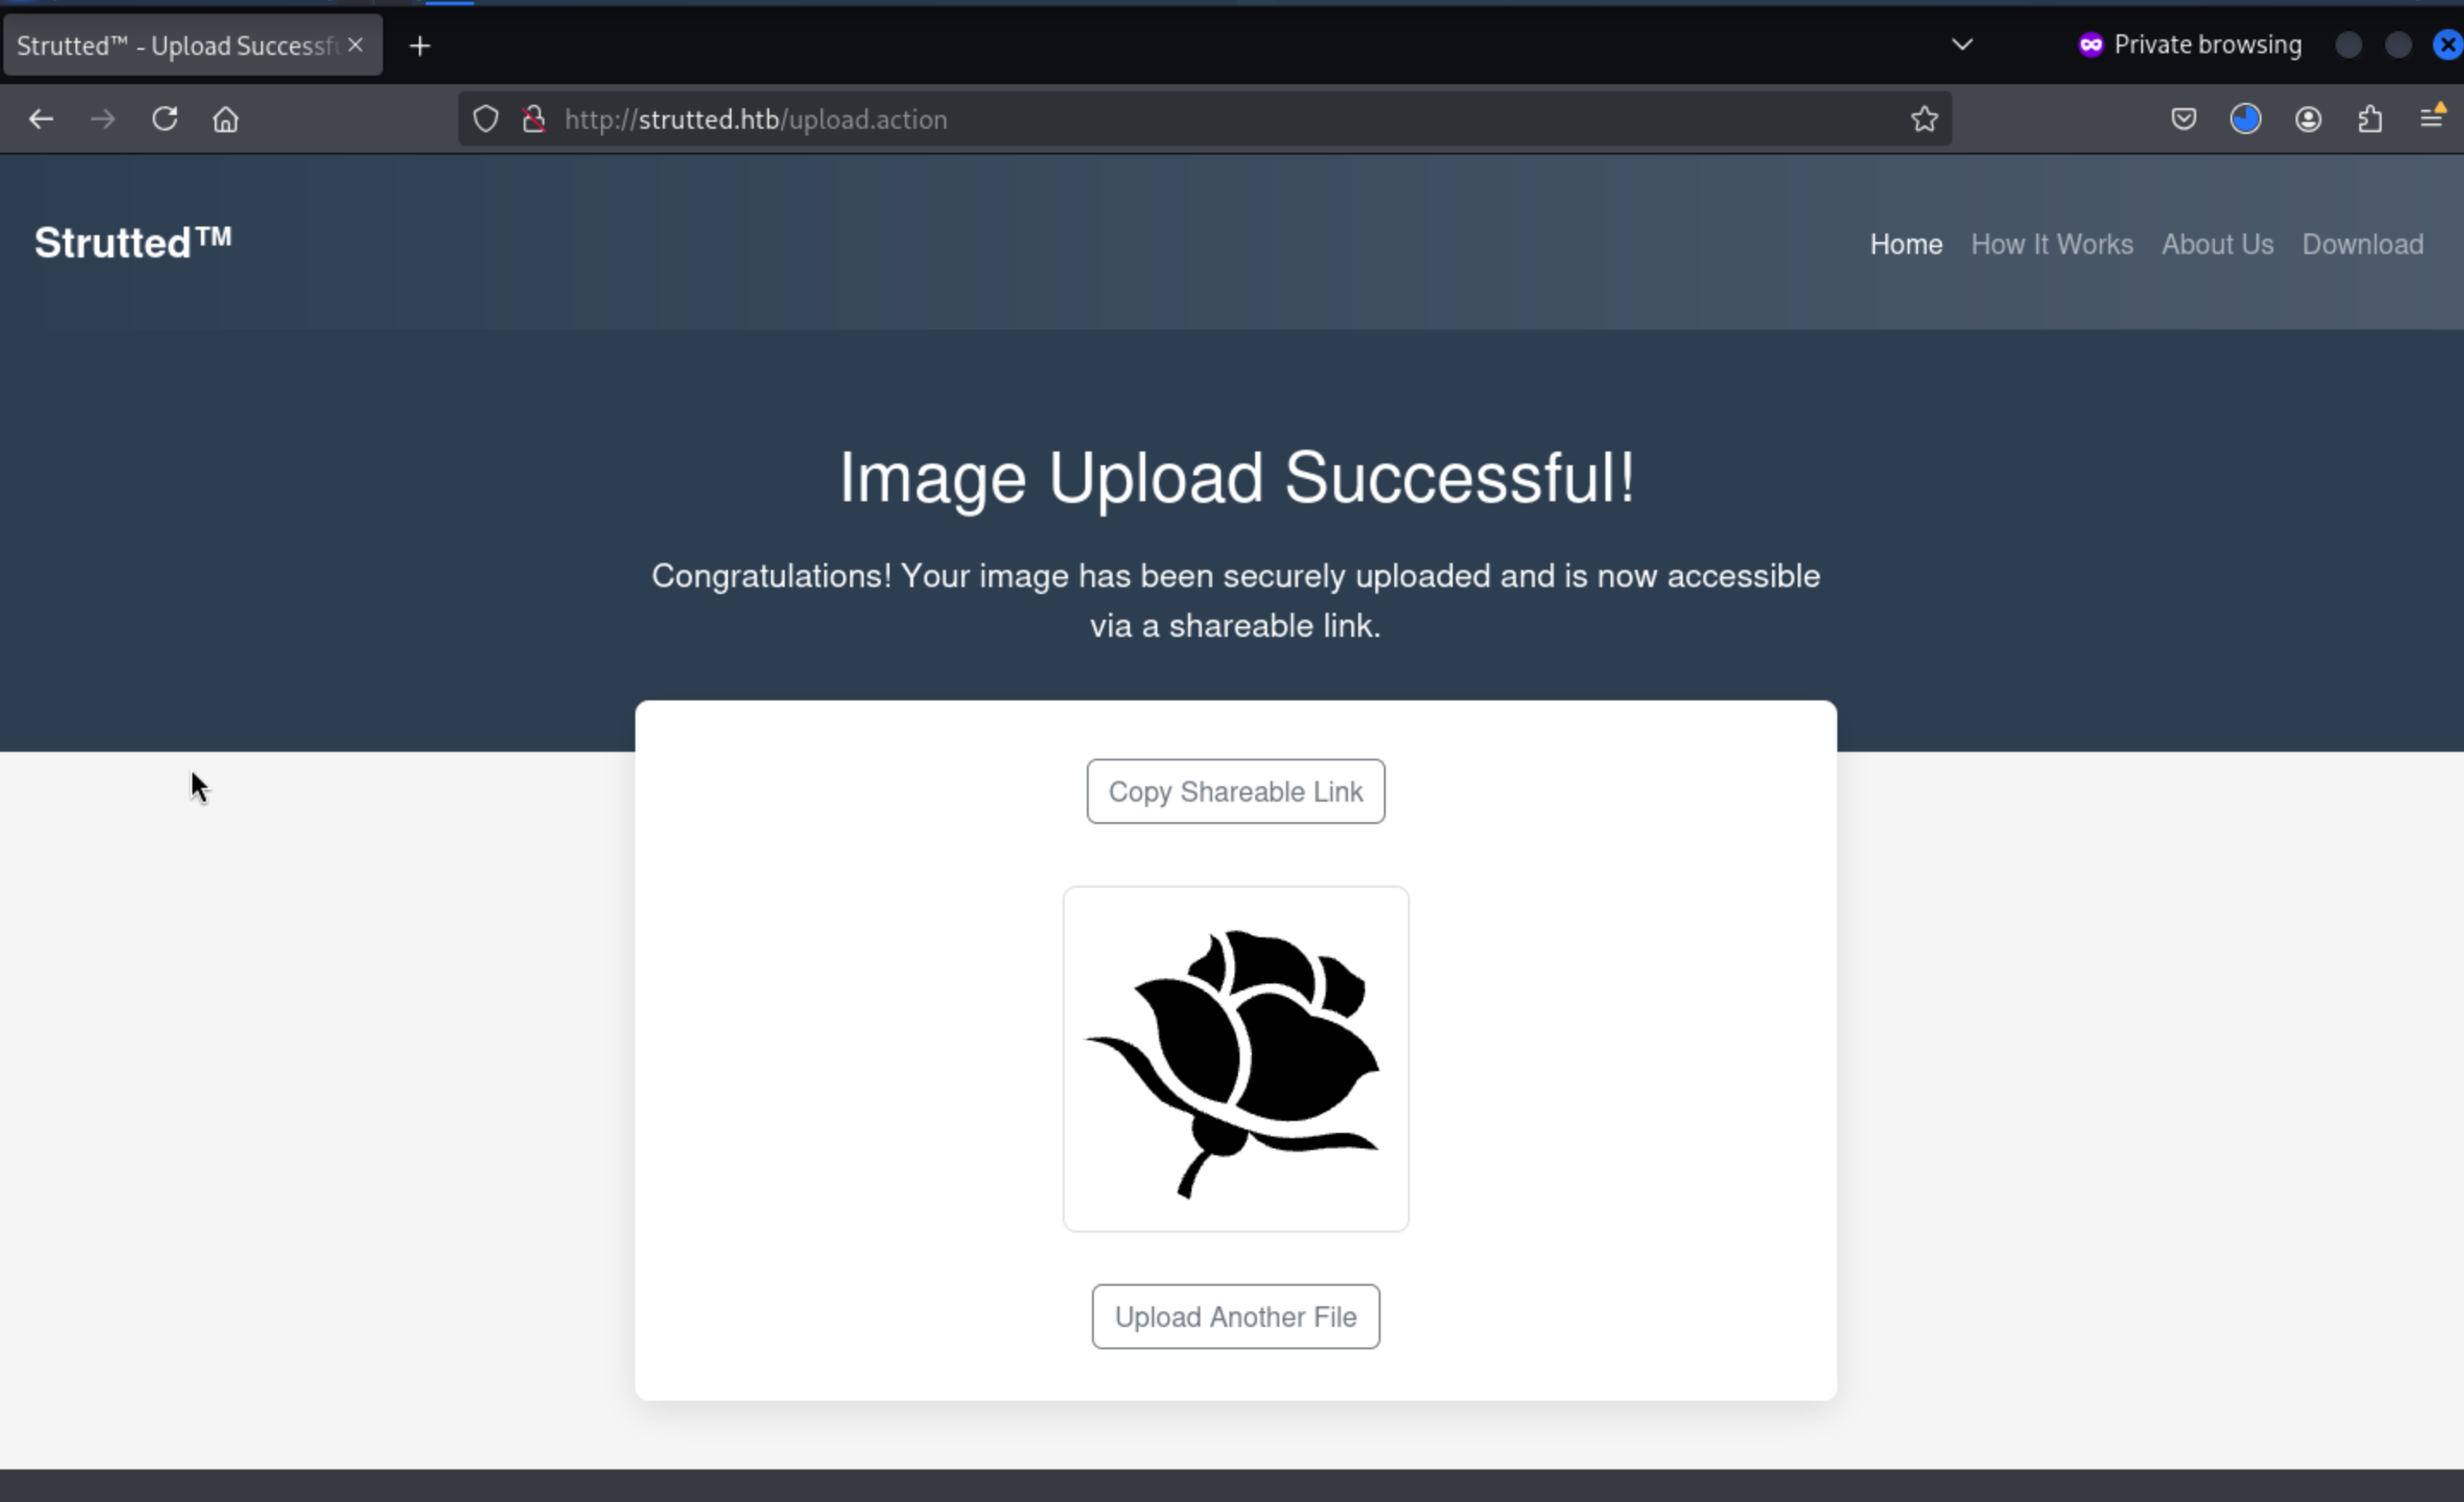 Strutted™ - Upload Successfu
Private browsing
http://strutted.htb/upload.action
Strutted™
Home How It Works About Us Download
Image Upload Successful!
Congratulations! Your image has been securely uploaded and is now accessible
via a shareable link.
Copy Shareable Link
Upload Another File